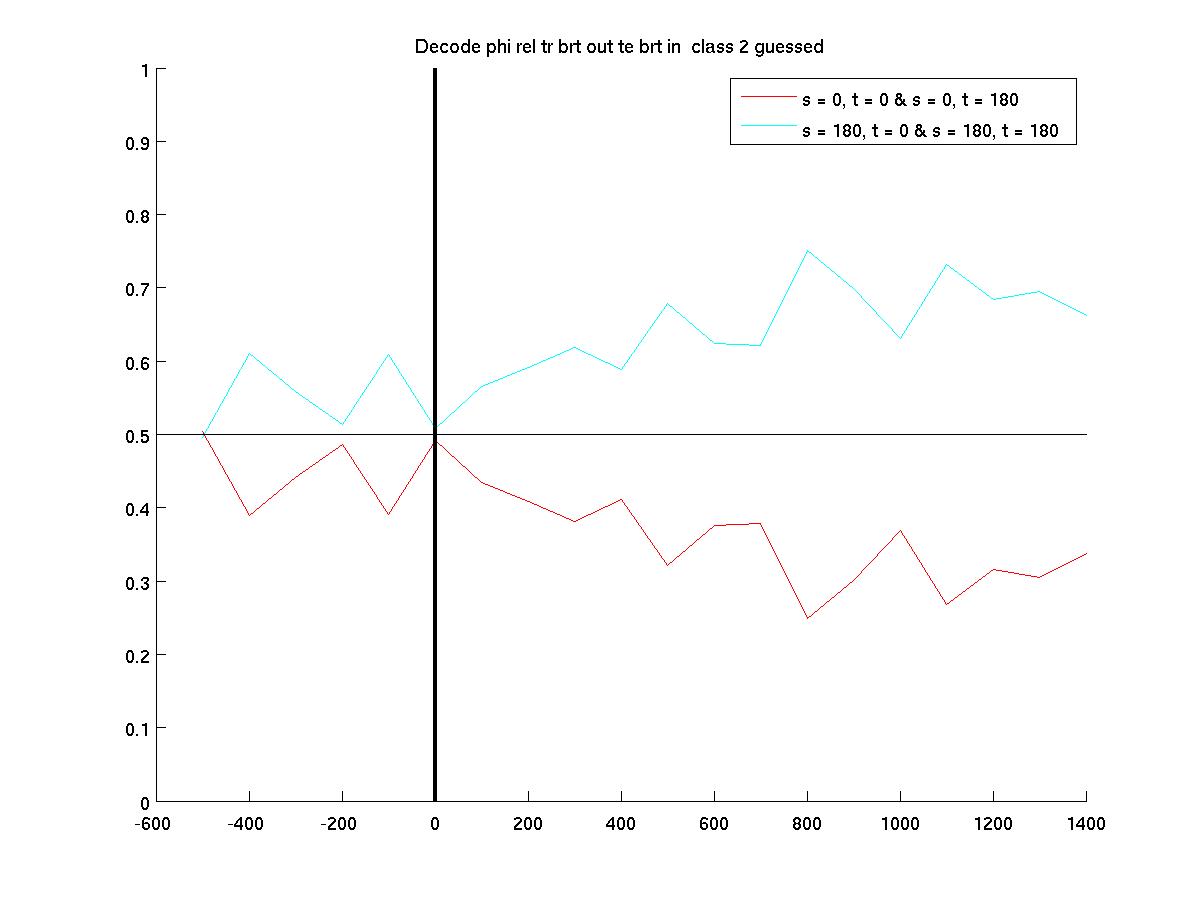 Decode phi rel tr brt out te brt in  class 2 guessed
s = 0, t = 0 & s = 0, t = 180
s = 180, t = 0 & s = 180, t = 180
1
0.9
0.8
0.7
0.6
0.5
0.4
0.3
0.2
0.1
0
-600 -400 -200 0 200 400 600 800 1000 1200 1400